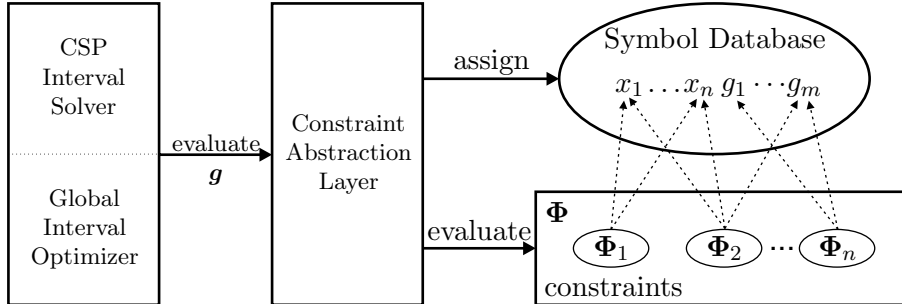 CSP
Interval
Solver
Global
Interval
Optimizer
evaluate
g
Constraint
Abstraction
Layer
assign
evaluate
Symbol Database
x₁ … xₙ g₁ ⋯ gₘ
Φ
Φ₁ Φ₂ ⋯ Φₙ
constraints